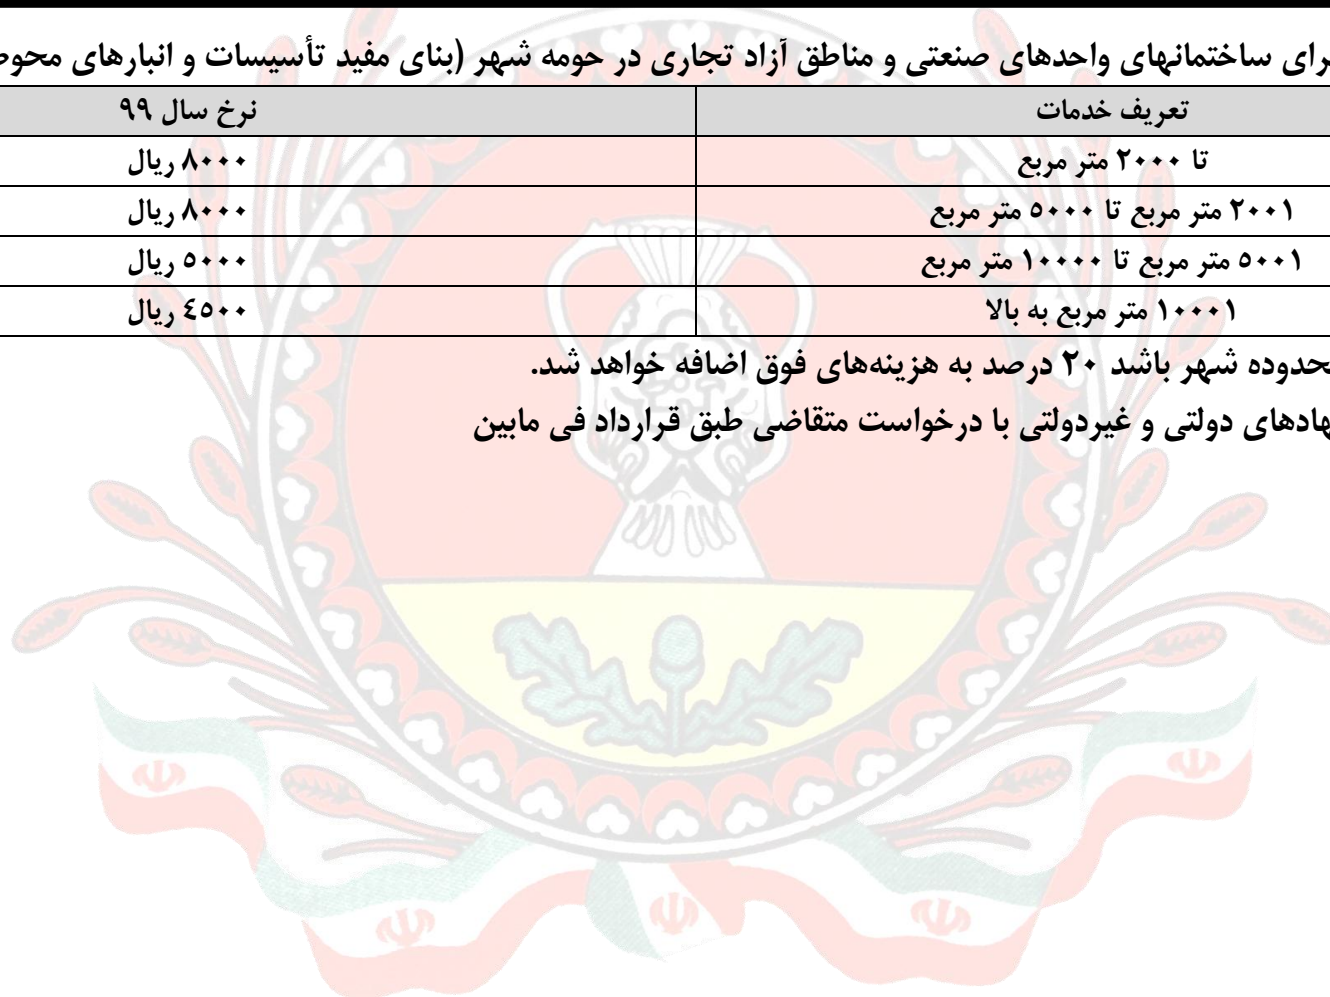 رای ساختمانهای واحدهای صنعتی و مناطق آزاد تجاری در حومه شهر (بنای مفید تأسیسات و انبارهای محوط
تعریف خدمات	نرخ سال ۹۹
تا ۲۰۰۰ متر مربع	۸۰۰۰ ریال
۲۰۰۱ متر مربع تا ۵۰۰۰ متر مربع	۸۰۰۰ ریال
۵۰۰۱ متر مربع تا ۱۰۰۰۰ متر مربع	۵۰۰۰ ریال
۱۰۰۰۱ متر مربع به بالا	٤۵۰۰ ریال
حدوده شهر باشد ۲۰ درصد به هزینه‌های فوق اضافه خواهد شد.
هادهای دولتی و غیردولتی با درخواست متقاضی طبق قرارداد فی مابین